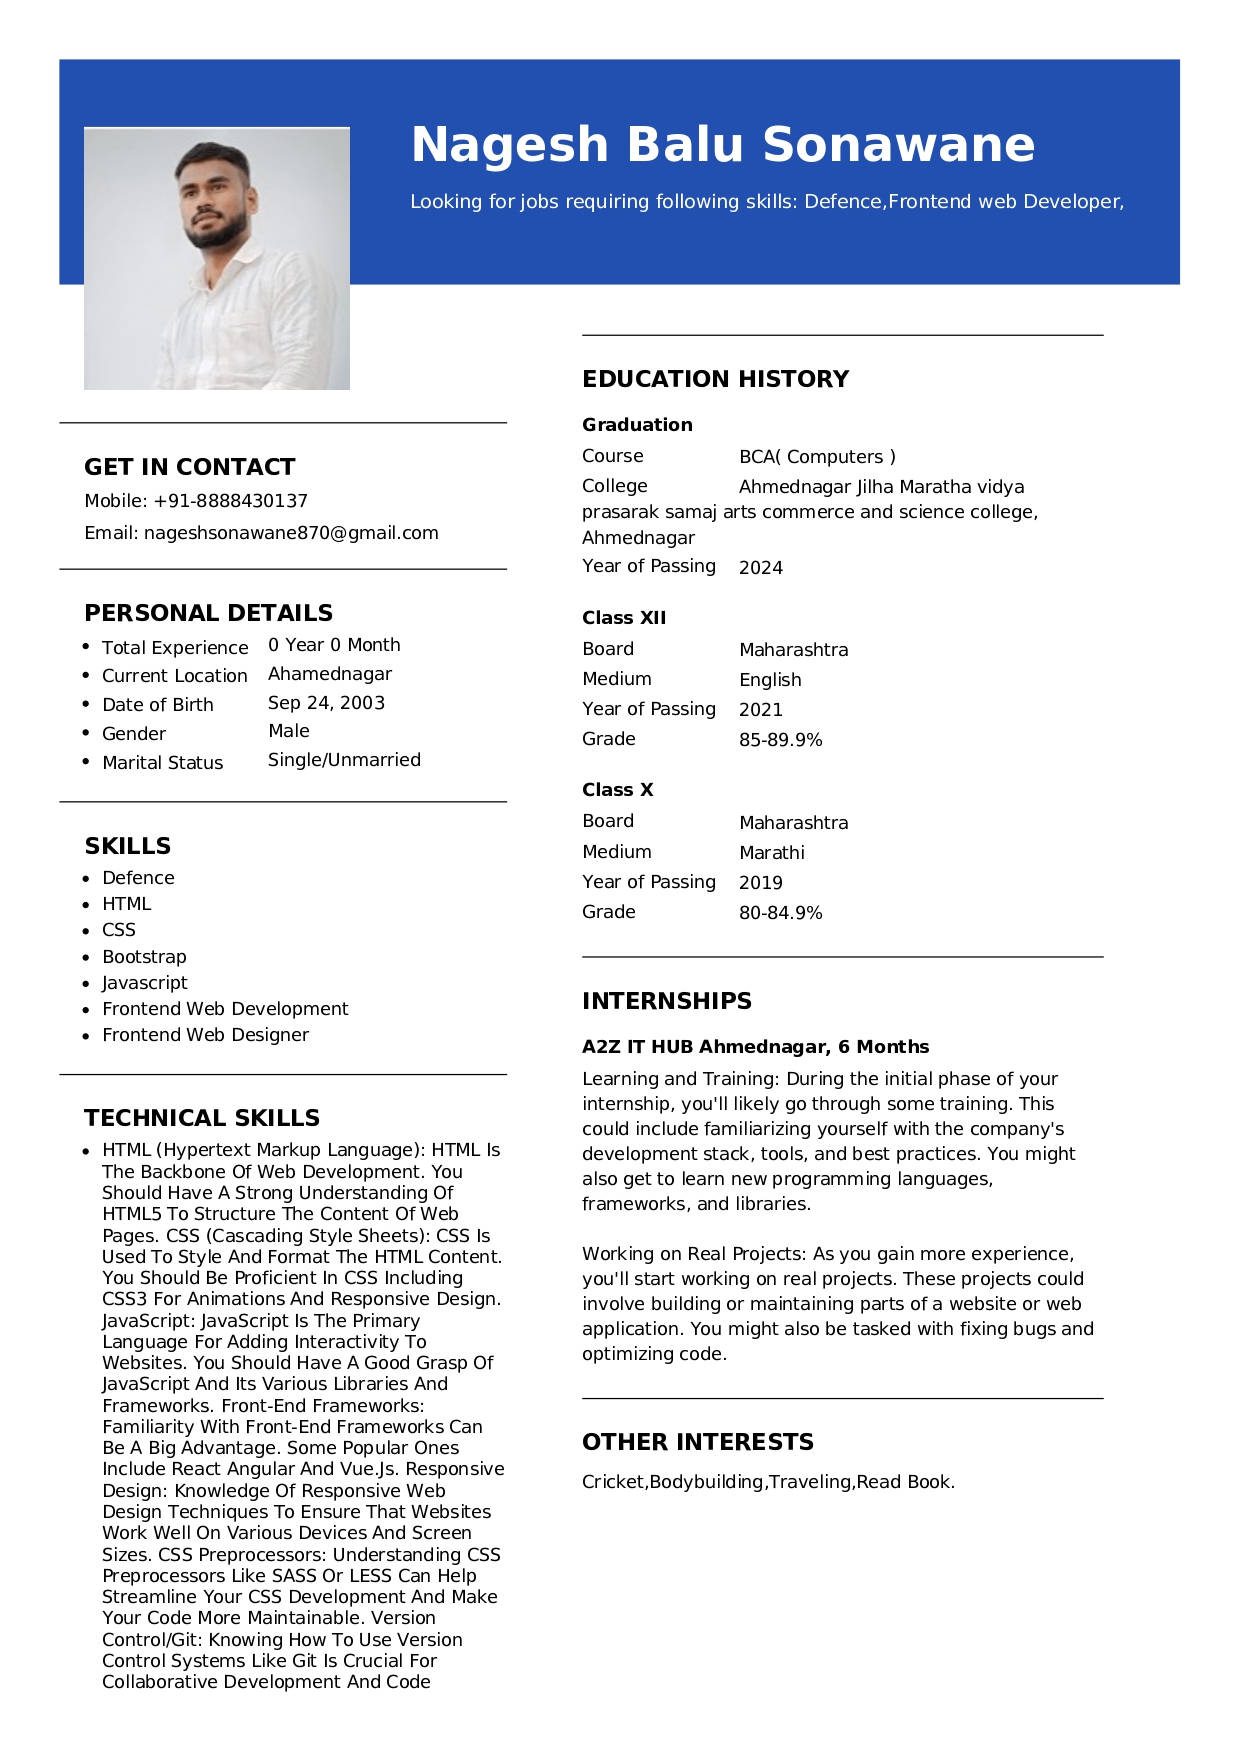 Nagesh Balu Sonawane
Looking for jobs requiring following skills: Defence,Frontend web Developer,
GET IN CONTACT
Mobile: +91-8888430137
Email: nageshsonawane870@gmail.com
PERSONAL DETAILS
• Total Experience 0 Year 0 Month
• Current Location Ahamednagar
• Date of Birth Sep 24, 2003
• Gender Male
• Marital Status Single/Unmarried
SKILLS
• Defence
• HTML
• CSS
• Bootstrap
• Javascript
• Frontend Web Development
• Frontend Web Designer
TECHNICAL SKILLS
• HTML (Hypertext Markup Language): HTML Is
The Backbone Of Web Development. You
Should Have A Strong Understanding Of
HTML5 To Structure The Content Of Web
Pages. CSS (Cascading Style Sheets): CSS Is
Used To Style And Format The HTML Content.
You Should Be Proficient In CSS Including
CSS3 For Animations And Responsive Design.
JavaScript: JavaScript Is The Primary
Language For Adding Interactivity To
Websites. You Should Have A Good Grasp Of
JavaScript And Its Various Libraries And
Frameworks. Front-End Frameworks:
Familiarity With Front-End Frameworks Can
Be A Big Advantage. Some Popular Ones
Include React Angular And Vue.Js. Responsive
Design: Knowledge Of Responsive Web
Design Techniques To Ensure That Websites
Work Well On Various Devices And Screen
Sizes. CSS Preprocessors: Understanding CSS
Preprocessors Like SASS Or LESS Can Help
Streamline Your CSS Development And Make
Your Code More Maintainable. Version
Control/Git: Knowing How To Use Version
Control Systems Like Git Is Crucial For
Collaborative Development And Code
EDUCATION HISTORY
Graduation
Course BCA( Computers )
College Ahmednagar Jilha Maratha vidya
prasarak samaj arts commerce and science college,
Ahmednagar
Year of Passing 2024
Class XII
Board Maharashtra
Medium English
Year of Passing 2021
Grade 85-89.9%
Class X
Board Maharashtra
Medium Marathi
Year of Passing 2019
Grade 80-84.9%
INTERNSHIPS
A2Z IT HUB Ahmednagar, 6 Months
Learning and Training: During the initial phase of your
internship, you'll likely go through some training. This
could include familiarizing yourself with the company's
development stack, tools, and best practices. You might
also get to learn new programming languages,
frameworks, and libraries.
Working on Real Projects: As you gain more experience,
you'll start working on real projects. These projects could
involve building or maintaining parts of a website or web
application. You might also be tasked with fixing bugs and
optimizing code.
OTHER INTERESTS
Cricket,Bodybuilding,Traveling,Read Book.